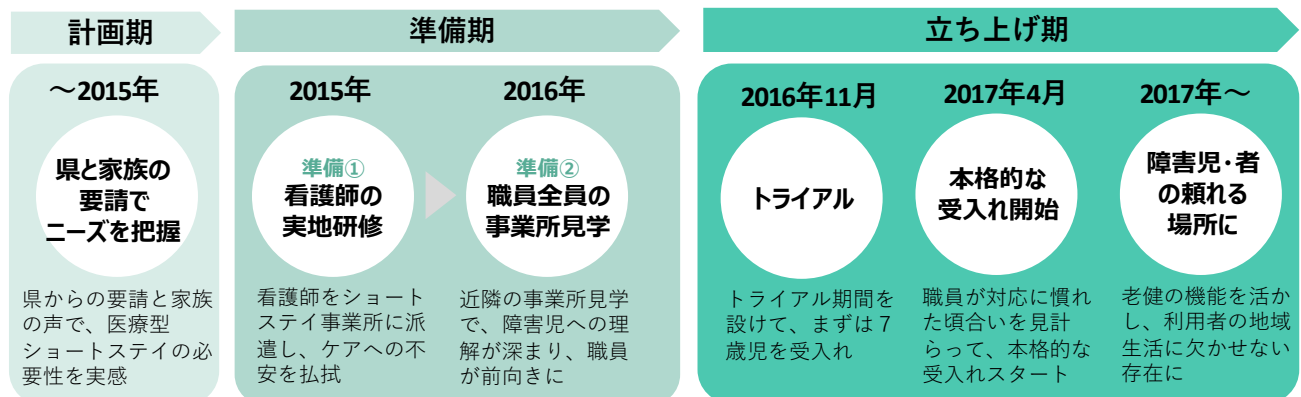 計画期
準備期
立ち上げ期
～2015年
県と家族の
要請で
ニーズを把握
県からの要請と家族
の声で、医療型
ショートステイの必
要性を実感
2015年
準備①
看護師の
実地研修
看護師をショート
ステイ事業所に派
遣し、ケアへの不
安を払拭
2016年
準備②
職員全員の
事業所見学
近隣の事業所見学
で、障害児への理
解が深まり、職員
が前向きに
2016年11月
トライアル
トライアル期間を
設けて、まずは７
歳児を受入れ
2017年4月
本格的な
受入れ開始
職員が対応に慣れ
た頃合いを見計
らって、本格的な
受入れスタート
2017年～
障害児・者
の頼れる
場所に
老健の機能を活か
し、利用者の地域
生活に欠かせない
存在に